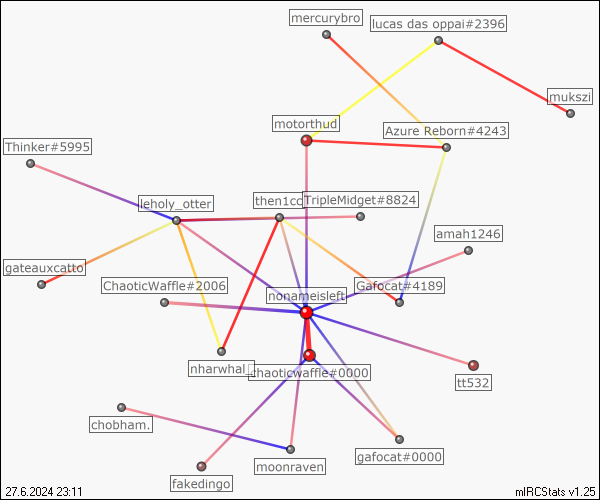 mercurybro
lucas das oppai#2396
mukszi
motorthud
Azure Reborn#4243
Thinker#5995
leholy_otter
then1cc
TripleMidget#8824
amah1246
gateauxcatto
ChaoticWaffle#2006
nonameisleft
Gafocat#4189
nharwhal_
chaoticwaffle#0000
tt532
chobham.
gafocat#0000
moonraven
fakedingo
27.6.2024 23:11
mIRCStats v1.25